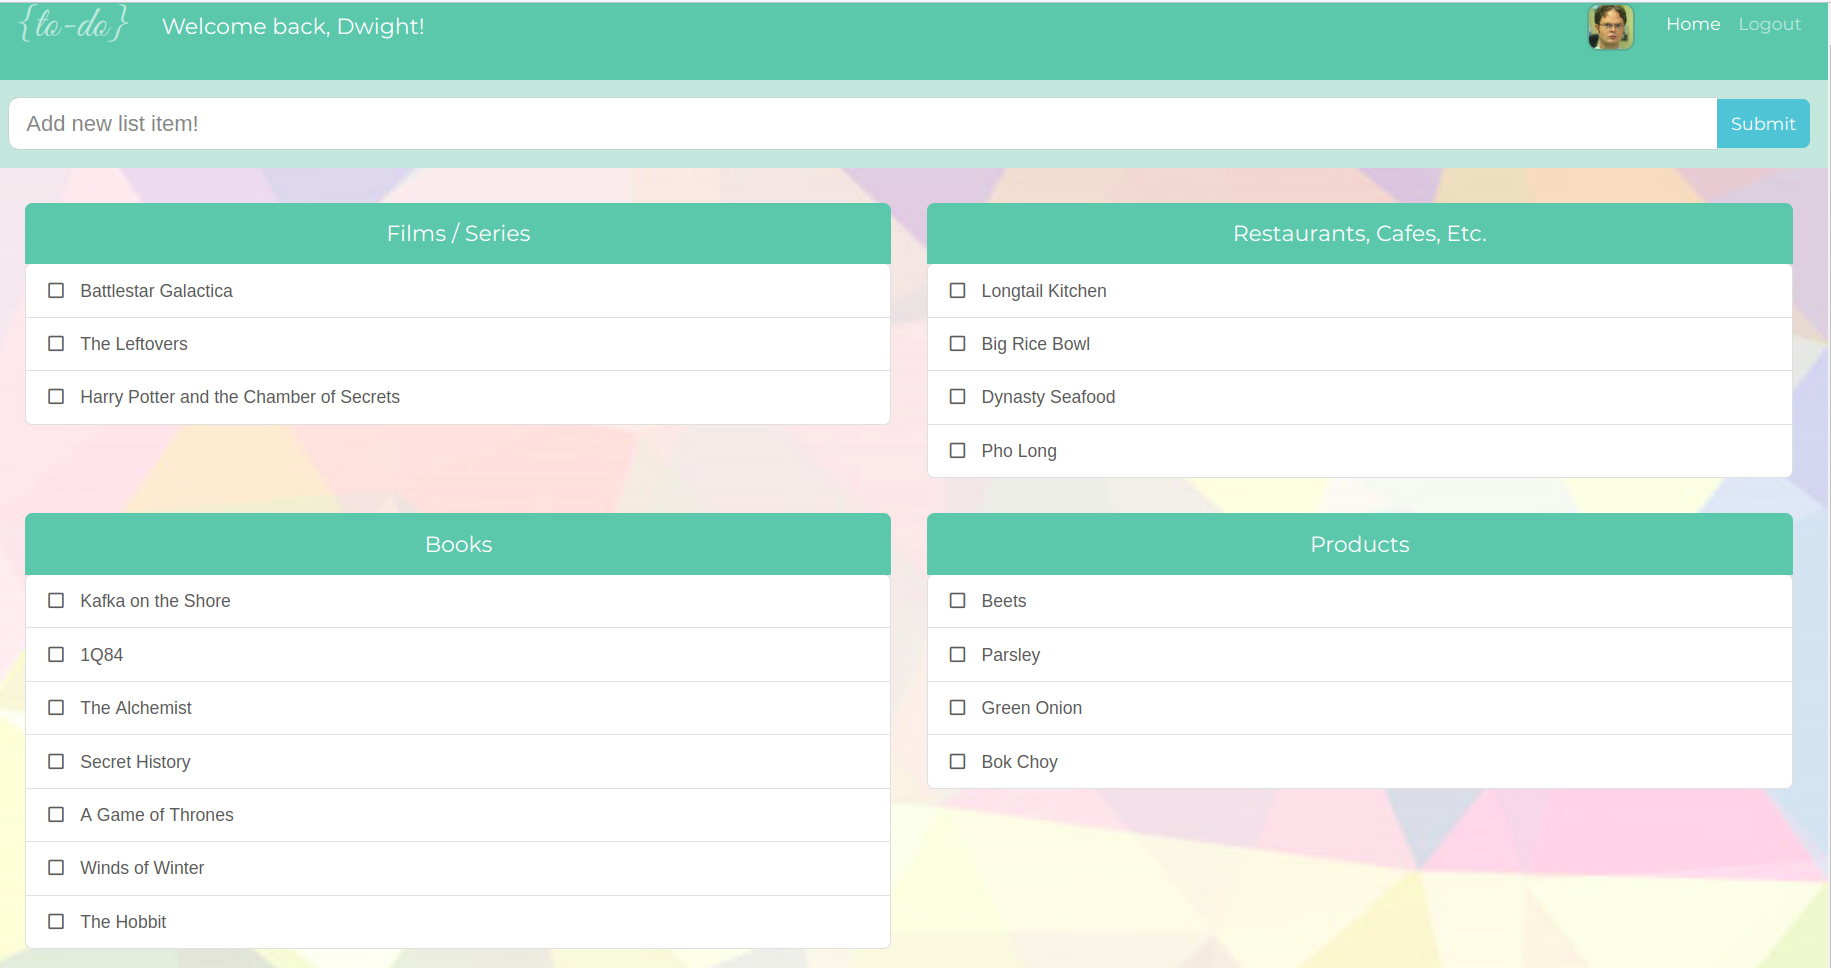 {to-do}
Welcome back, Dwight!
Home
Logout
Add new list item!
Submit
Films / Series
Battlestar Galactica
The Leftovers
Harry Potter and the Chamber of Secrets
Restaurants, Cafes, Etc.
Longtail Kitchen
Big Rice Bowl
Dynasty Seafood
Pho Long
Books
Kafka on the Shore
1Q84
The Alchemist
Secret History
A Game of Thrones
Winds of Winter
The Hobbit
Products
Beets
Parsley
Green Onion
Bok Choy